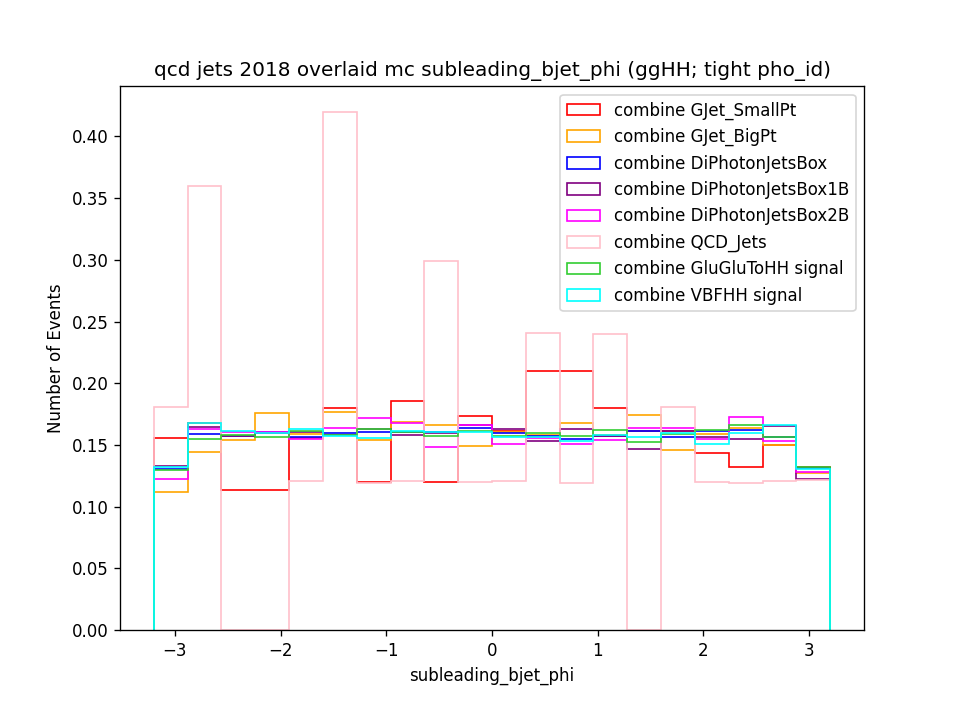 qcd jets 2018 overlaid mc subleading_bjet_phi (ggHH; tight pho_id)
combine GJet_SmallPt
combine GJet_BigPt
combine DiPhotonJetsBox
combine DiPhotonJetsBox1B
combine DiPhotonJetsBox2B
combine QCD_Jets
combine GluGluToHH signal
combine VBFHH signal
Number of Events
0.40
0.35
0.30
0.25
0.20
0.15
0.10
0.05
0.00
−3 −2 −1 0 1 2 3
subleading_bjet_phi